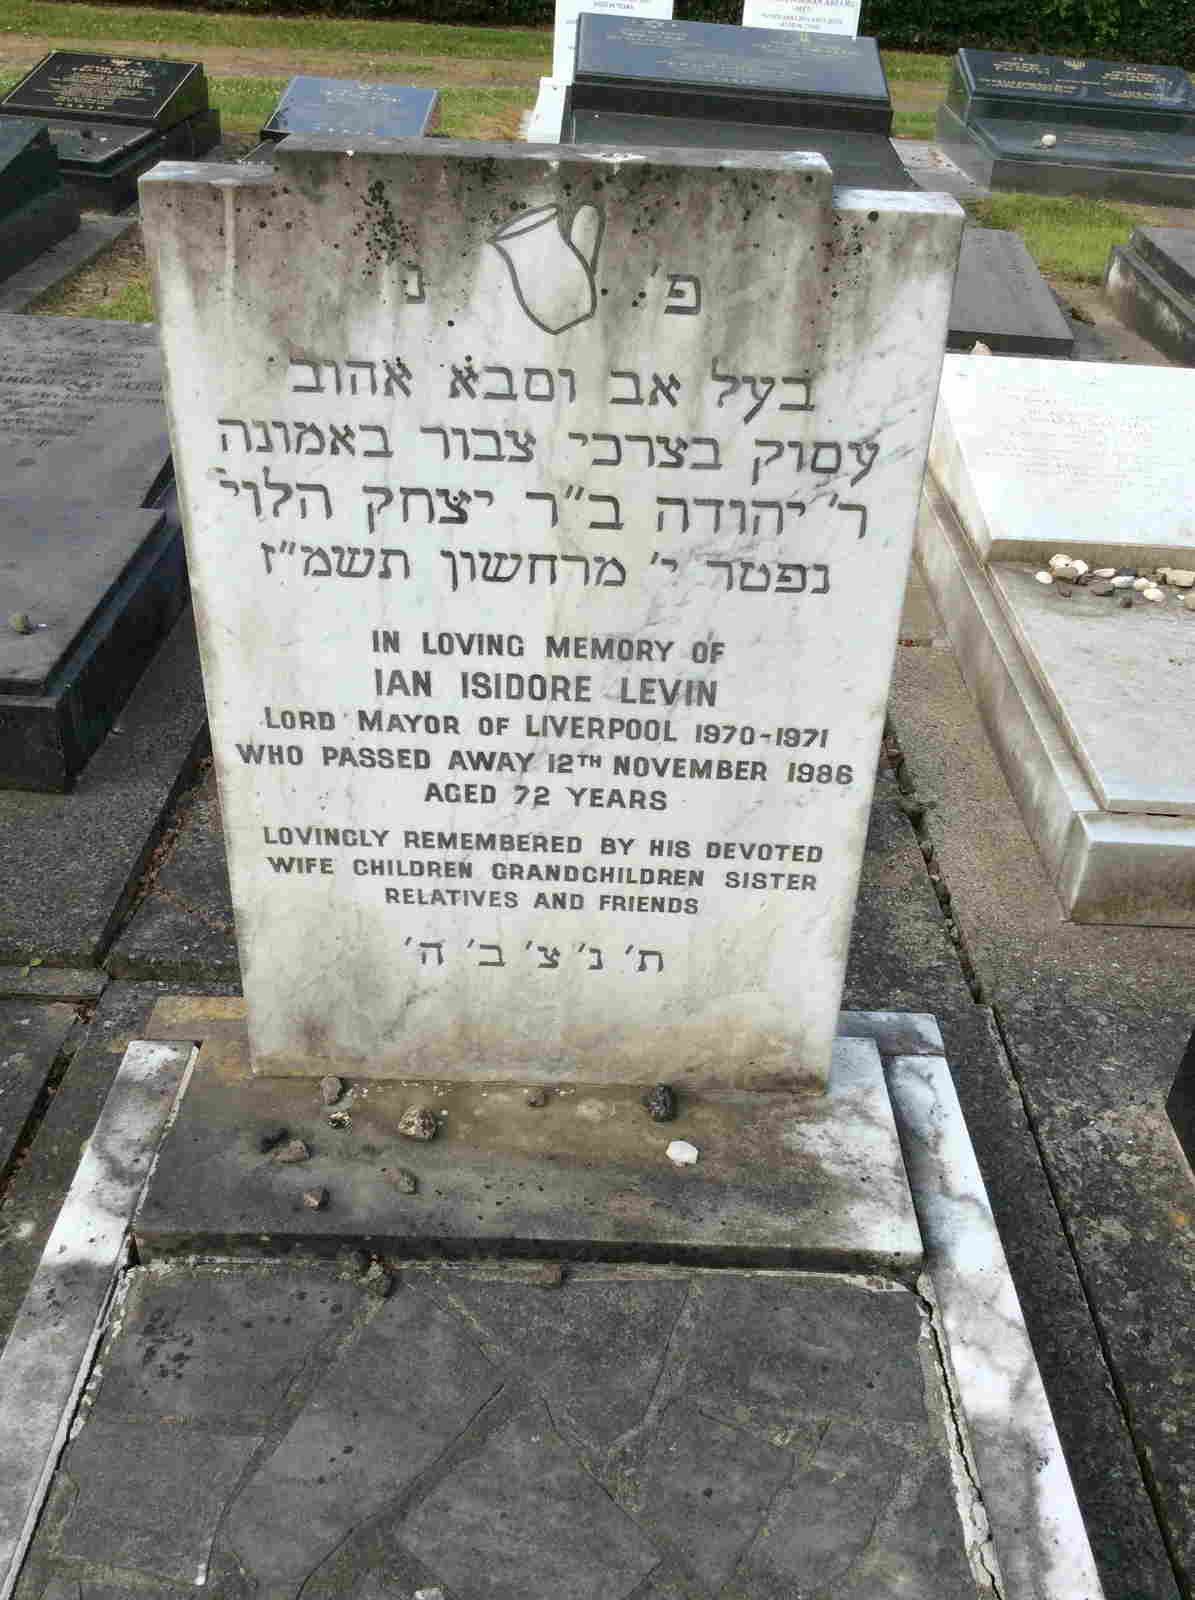 פ' נ'
בעל אב וסבא אהוב
עסוק בצרכי צבור באמונה
ר' יהודה ב"ר יצחק הלוי
נפטר י' מרחשון תשמ"ז
IN LOVING MEMORY OF
IAN ISIDORE LEVIN
LORD MAYOR OF LIVERPOOL 1970-1971
WHO PASSED AWAY 12TH NOVEMBER 1986
AGED 72 YEARS
LOVINGLY REMEMBERED BY HIS DEVOTED
WIFE CHILDREN GRANDCHILDREN SISTER
RELATIVES AND FRIENDS
ת' נ' צ' ב' ה'